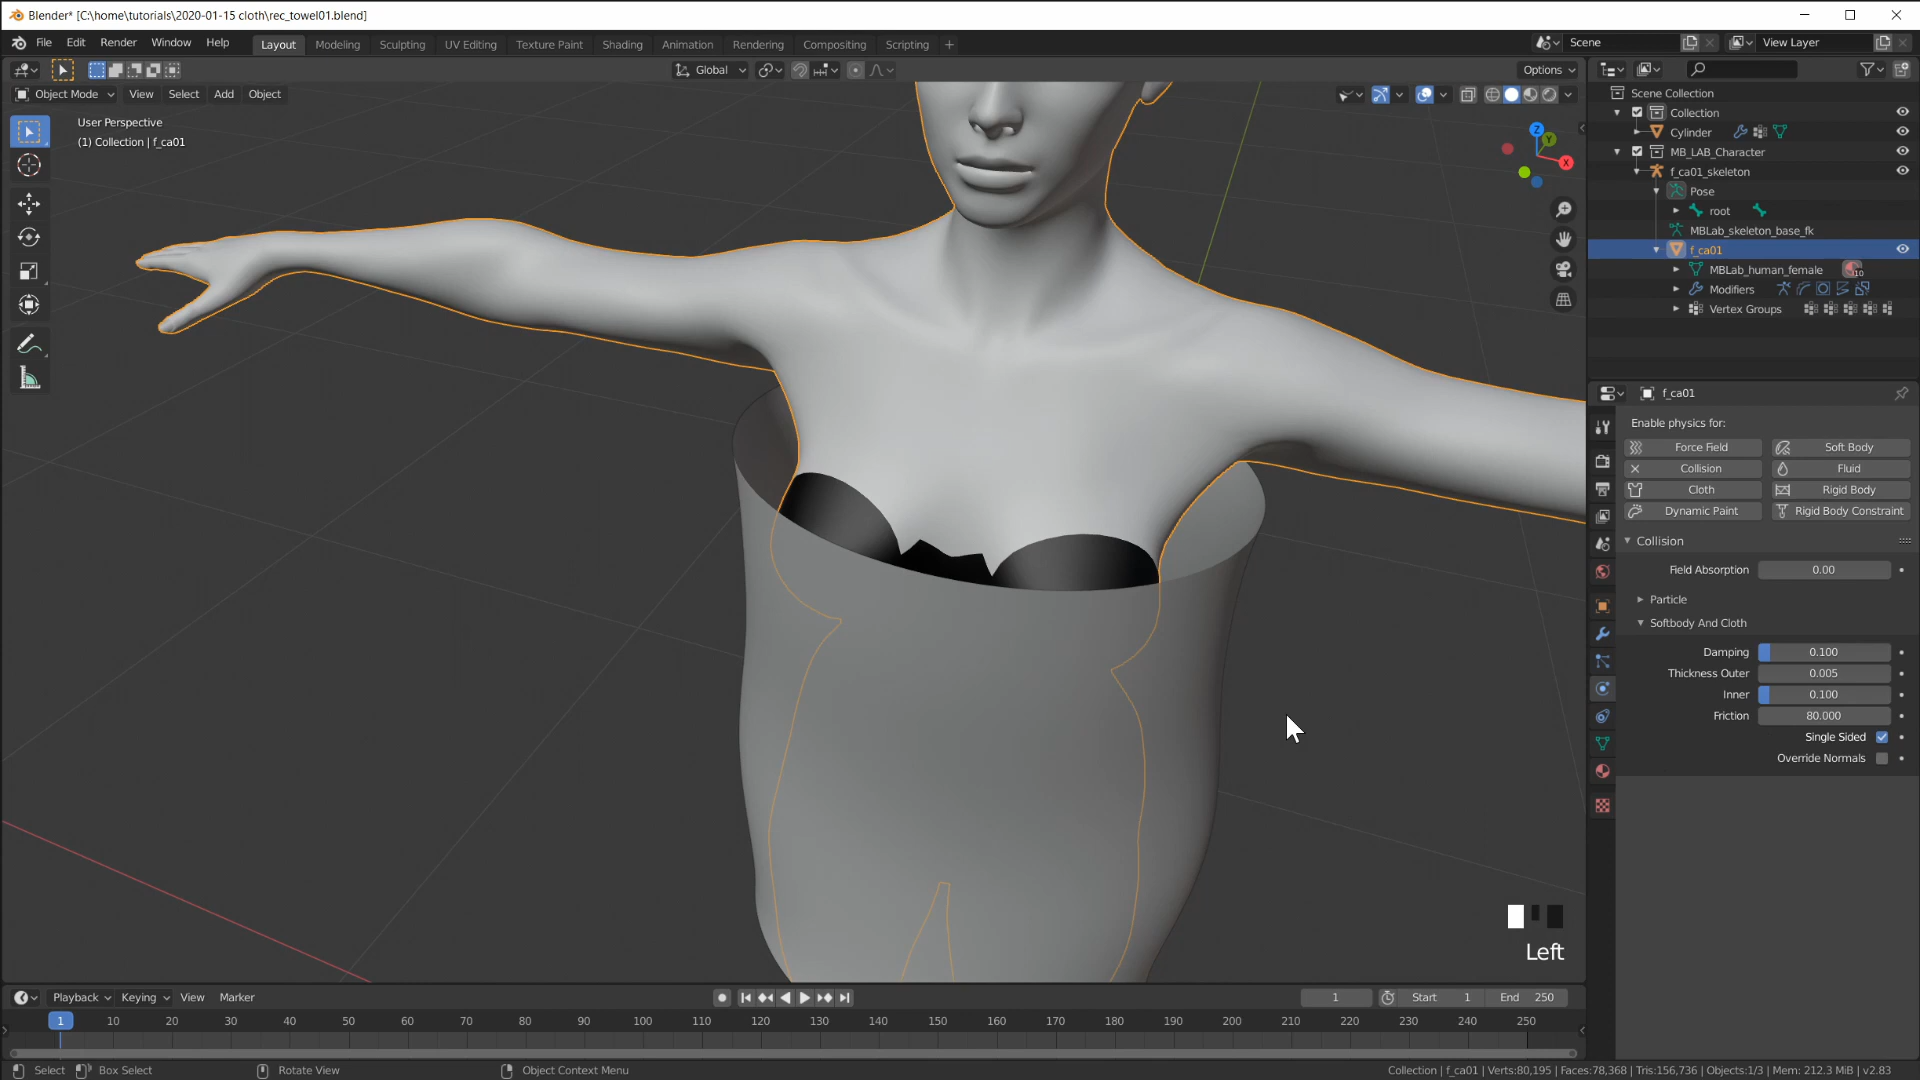 Blender* [C:\home\tutorials\2020-01-15 cloth\rec_towel01.blend]
File Edit Render Window Help Layout Modeling Sculpting UV Editing Texture Paint Shading Animation Rendering Compositing Scripting + Scene View Layer
Global Options
Object Mode View Select Add Object
User Perspective
(1) Collection | f_ca01
Z
Y
X
Scene Collection
Collection
Cylinder
MB_LAB_Character
f_ca01_skeleton
Pose
root
MBLab_skeleton_base_fk
f_ca01
MBLab_human_female 10
Modifiers
Vertex Groups
f_ca01
Enable physics for:
Force Field Soft Body
Collision Fluid
Cloth Rigid Body
Dynamic Paint Rigid Body Constraint
Collision
Field Absorption 0.00
Particle
Softbody And Cloth
Damping 0.100
Thickness Outer 0.005
Inner 0.100
Friction 80.000
Single Sided
Override Normals
Left
Playback Keying View Marker 1 Start 1 End 250
1 10 20 30 40 50 60 70 80 90 100 110 120 130 140 150 160 170 180 190 200 210 220 230 240 250
Select Box Select Rotate View Object Context Menu Collection | f_ca01 | Verts:80,195 | Faces:78,368 | Tris:156,736 | Objects:1/3 | Mem: 212.3 MiB | v2.83